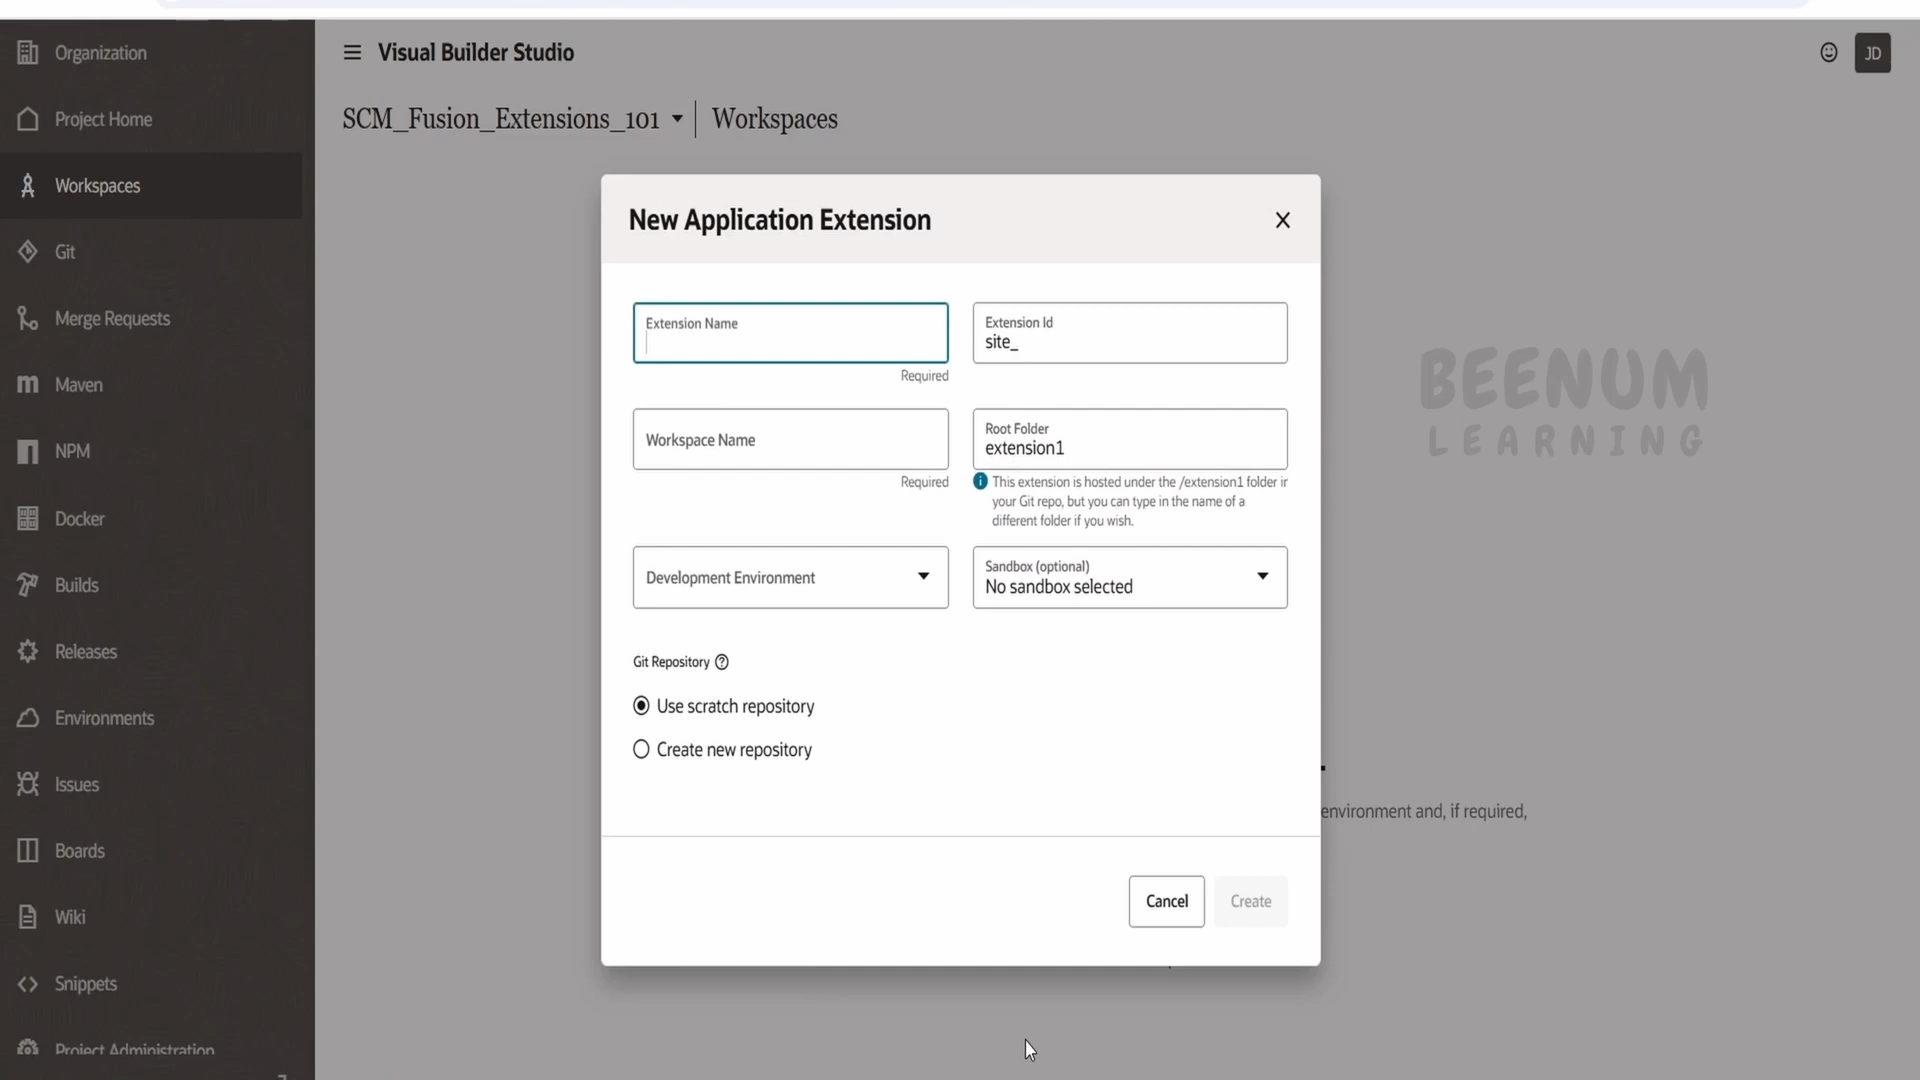 Organization
Project Home
Workspaces
Git
Merge Requests
Maven
NPM
Docker
Builds
Releases
Environments
Issues
Boards
Wiki
Snippets
Project Administration
Visual Builder Studio
JD
SCM_Fusion_Extensions_101 Workspaces
New Application Extension
Extension Name
Required
Extension Id
site_
Workspace Name
Required
Root Folder
extension1
This extension is hosted under the /extension1 folder in
your Git repo, but you can type in the name of a
different folder if you wish.
Development Environment
Sandbox (optional)
No sandbox selected
Git Repository
Use scratch repository
Create new repository
Cancel Create
environment and, if required,
BEENUM
LEARNING